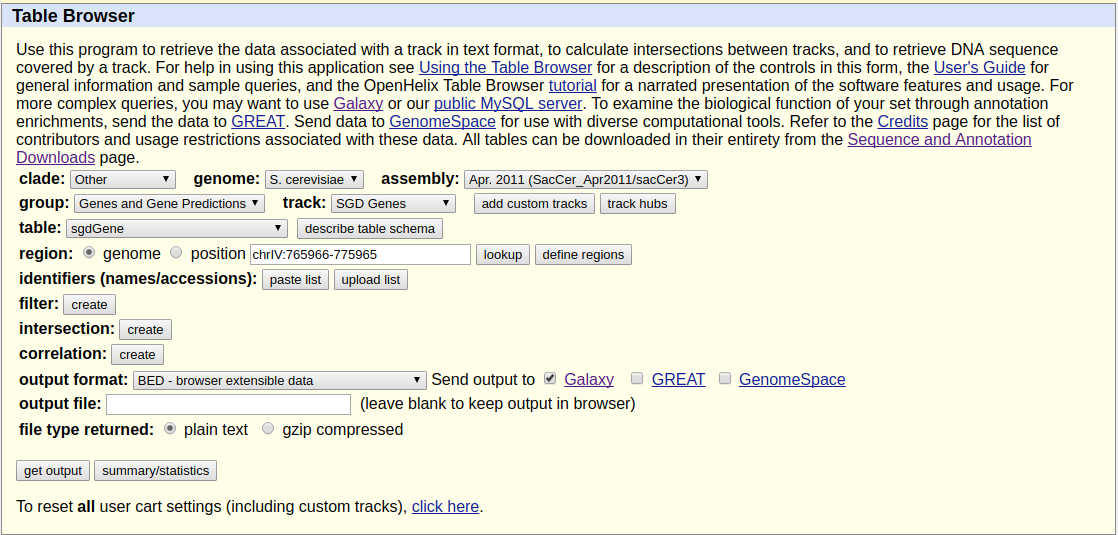 Table Browser
Use this program to retrieve the data associated with a track in text format, to calculate intersections between tracks, and to retrieve DNA sequence
covered by a track. For help in using this application see Using the Table Browser for a description of the controls in this form, the User's Guide for
general information and sample queries, and the OpenHelix Table Browser tutorial for a narrated presentation of the software features and usage. For
more complex queries, you may want to use Galaxy or our public MySQL server. To examine the biological function of your set through annotation
enrichments, send the data to GREAT. Send data to GenomeSpace for use with diverse computational tools. Refer to the Credits page for the list of
contributors and usage restrictions associated with these data. All tables can be downloaded in their entirety from the Sequence and Annotation
Downloads page.
clade: Other genome: S. cerevisiae assembly: Apr. 2011 (SacCer_Apr2011/sacCer3)
group: Genes and Gene Predictions track: SGD Genes add custom tracks track hubs
table: sgdGene describe table schema
region: genome position chrIV:765966-775965 lookup define regions
identifiers (names/accessions): paste list upload list
filter: create
intersection: create
correlation: create
output format: BED - browser extensible data Send output to Galaxy GREAT GenomeSpace
output file: (leave blank to keep output in browser)
file type returned: plain text gzip compressed
get output summary/statistics
To reset all user cart settings (including custom tracks), click here.